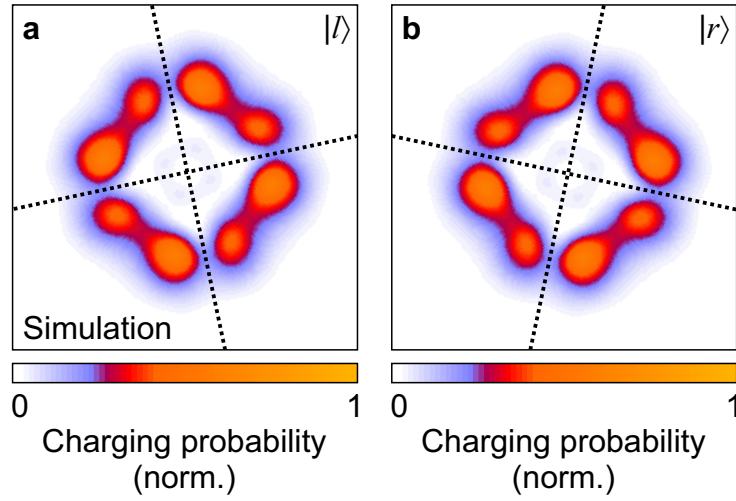 a |l⟩ b |r⟩
Simulation
0 1 0 1
Charging probability Charging probability
(norm.) (norm.)